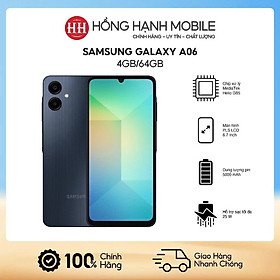 HỒNG HẠNH MOBILE
CHÍNH HÃNG - UY TÍN - CHẤT LƯỢNG
SAMSUNG GALAXY A06
4GB/64GB
Chip xử lý
MediaTek
Helio G85
Màn hình
PLS LCD
6.7 inch
Dung lượng pin
5000 mAh
Hỗ trợ sạc tối đa
25 W
SAMSUNG
100% Chính
Hãng
Giao Hàng
Nhanh Chóng